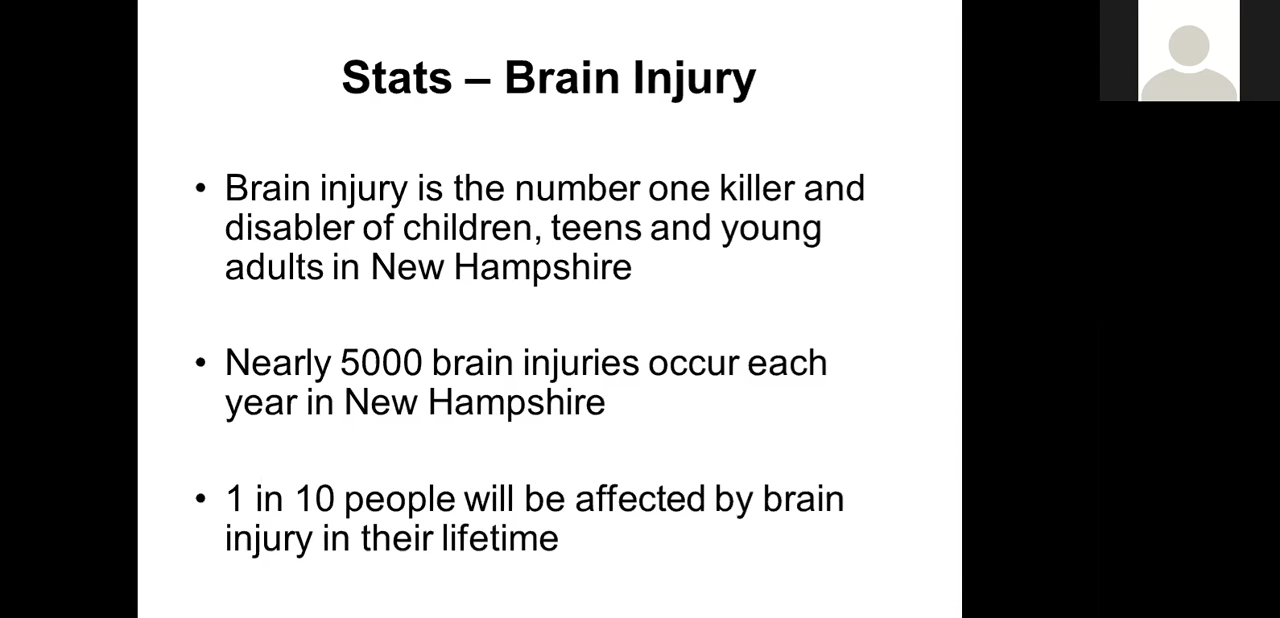 Stats – Brain Injury
• Brain injury is the number one killer and
disabler of children, teens and young
adults in New Hampshire
• Nearly 5000 brain injuries occur each
year in New Hampshire
• 1 in 10 people will be affected by brain
injury in their lifetime